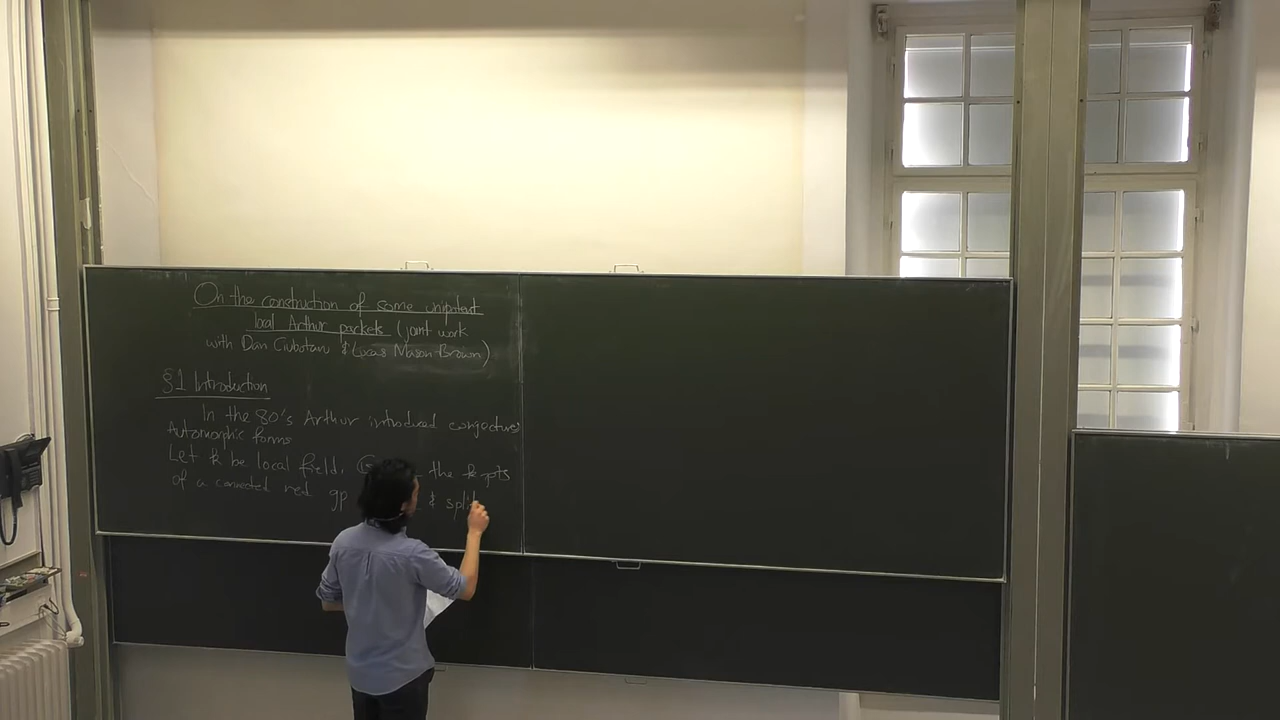 On the construction of some unipotent
local Arthur packets (joint work
with Dan Ciubotaru & Lucas Mason-Brown)
§1 Introduction
In the 80's Arthur introduced conjectures
Automorphic forms
Let k be local field. G the k pts
of a connected red gp & split